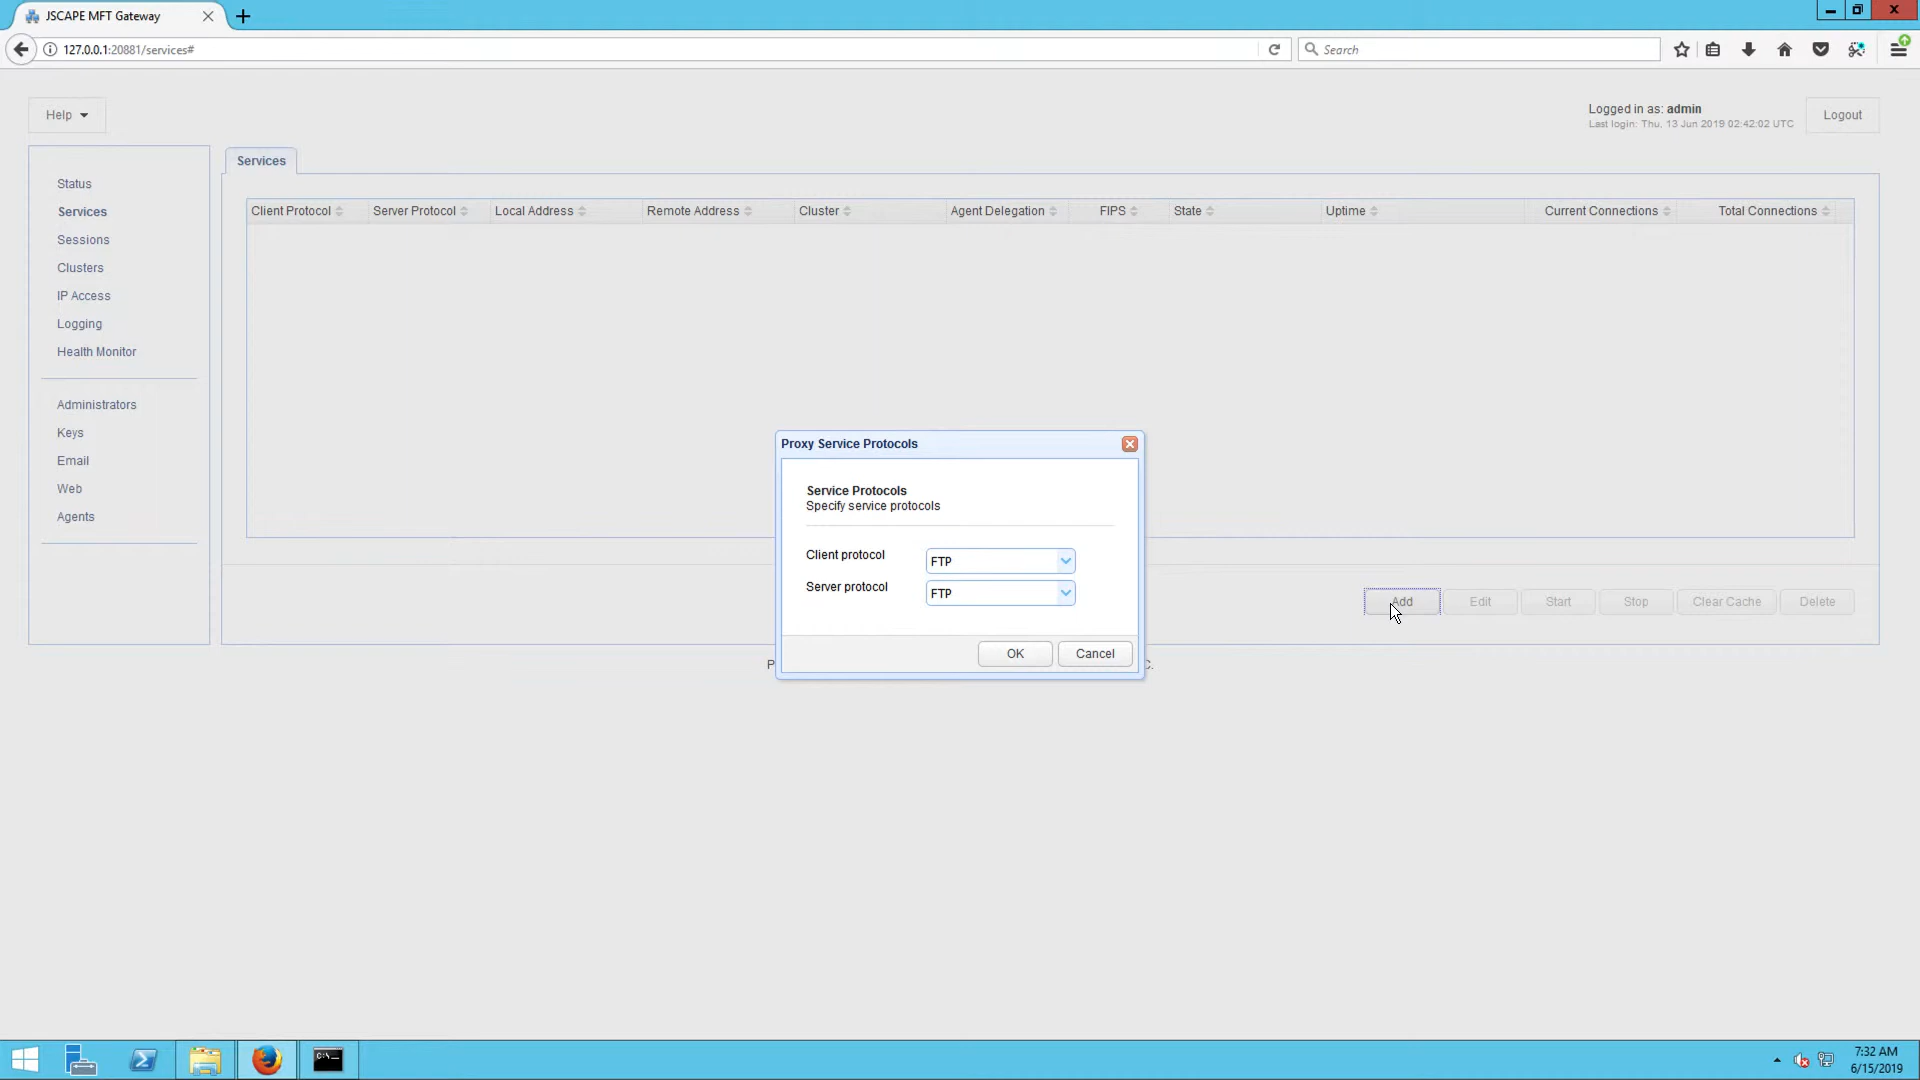 JSCAPE MFT Gateway
127.0.0.1:20881/services#
Search
Help
Logged in as: admin
Last login: Thu, 13 Jun 2019 02:42:02 UTC
Logout
Status
Services
Sessions
Clusters
IP Access
Logging
Health Monitor
Administrators
Keys
Email
Web
Agents
Services
Client Protocol
Server Protocol
Local Address
Remote Address
Cluster
Agent Delegation
FIPS
State
Uptime
Current Connections
Total Connections
Proxy Service Protocols
Service Protocols
Specify service protocols
Client protocol
FTP
Server protocol
FTP
OK
Cancel
Add
Edit
Start
Stop
Clear Cache
Delete
7:32 AM
6/15/2019